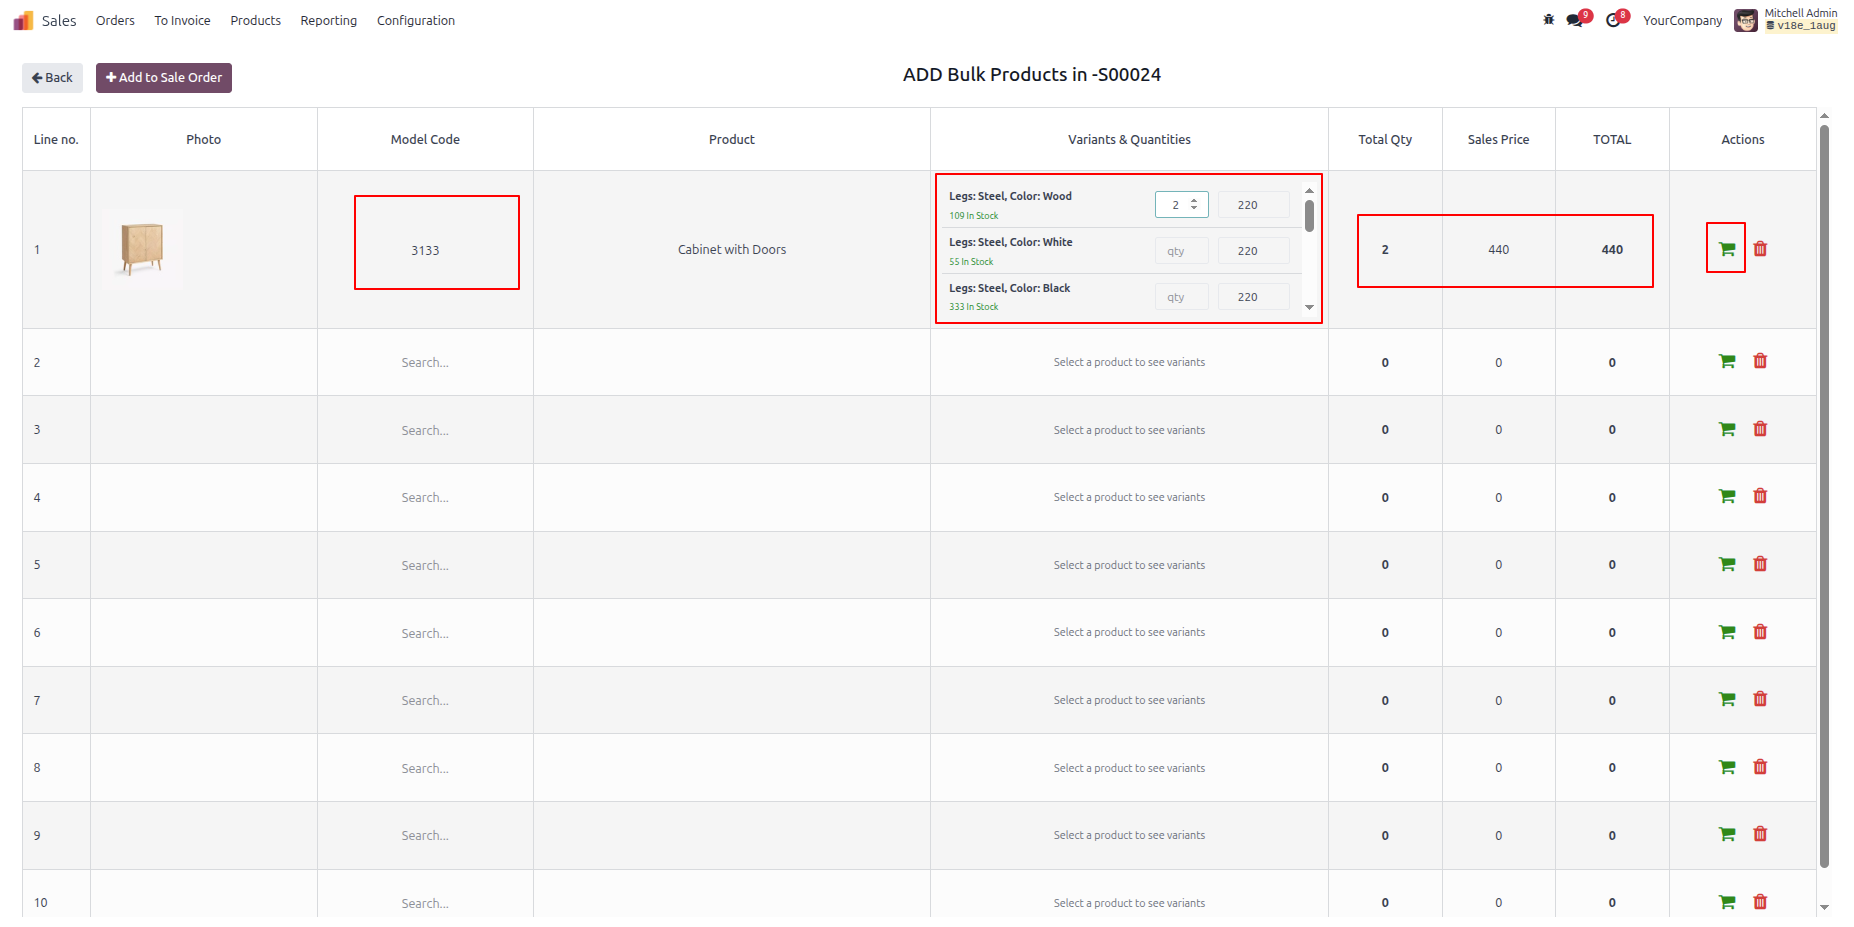 Sales Orders To Invoice Products Reporting Configuration 9 8 YourCompany Mitchell Admin
v18e_1aug
Back Add to Sale Order ADD Bulk Products in -S00024
Line no. Photo Model Code Product Variants & Quantities Total Qty Sales Price TOTAL Actions
1 3133 Cabinet with Doors 2 440 440
Legs: Steel, Color: Wood 2 220
109 In Stock
Legs: Steel, Color: White qty 220
55 In Stock
Legs: Steel, Color: Black qty 220
333 In Stock
2 Search... Select a product to see variants 0 0 0
3 Search... Select a product to see variants 0 0 0
4 Search... Select a product to see variants 0 0 0
5 Search... Select a product to see variants 0 0 0
6 Search... Select a product to see variants 0 0 0
7 Search... Select a product to see variants 0 0 0
8 Search... Select a product to see variants 0 0 0
9 Search... Select a product to see variants 0 0 0
10 Search... Select a product to see variants 0 0 0